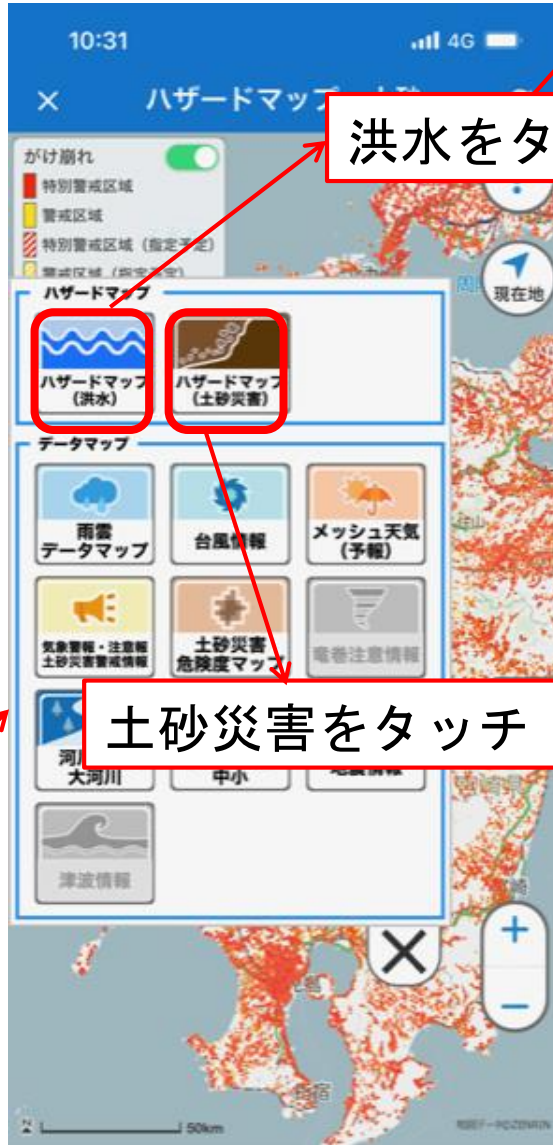 10:31
4G
ハザードマップ
洪水をタ
がけ崩れ
特別警戒区域
警戒区域
特別警戒区域（指定予定）
警戒区域
現在地
ハザードマップ
ハザードマップ
（洪水）
ハザードマップ
（土砂災害）
データマップ
雨雲
データマップ
台風情報
メッシュ天気
（予報）
気象警報・注意報
土砂災害警戒情報
土砂災害
危険度マップ
竜巻注意情報
土砂災害をタッチ
大河川
中小
津波情報
50km